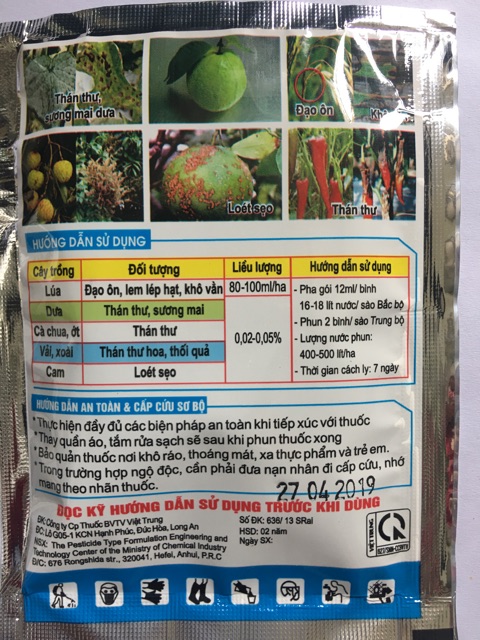 Thán thư,
sương mai dưa
Đạo ôn
Loét sẹo
Thán thư
HƯỚNG DẪN SỬ DỤNG
Cây trồng Đối tượng Liều lượng Hướng dẫn sử dụng
Lúa Đạo ôn, lem lép hạt, khô vằn 80-100ml/ha
Dưa Thán thư, sương mai
Cà chua, ớt Thán thư 0,02-0,05%
Vải, xoài Thán thư hoa, thối quả
Cam Loét sẹo
- Pha gói 12ml/ bình
16-18 lít nước/ sào Bắc bộ
- Phun 2 bình/ sào Trung bộ
- Lượng nước phun:
400-500 lít/ha
- Thời gian cách ly: 7 ngày
HƯỚNG DẪN AN TOÀN & CẤP CỨU SƠ BỘ
* Thực hiện đầy đủ các biện pháp an toàn khi tiếp xúc với thuốc
* Thay quần áo, tắm rửa sạch sẽ sau khi phun thuốc xong
* Bảo quản thuốc nơi khô ráo, thoáng mát, xa thực phẩm và trẻ em.
* Trong trường hợp ngộ độc, cần phải đưa nạn nhân đi cấp cứu, nhớ
mang theo nhãn thuốc.
27 04 2019
ĐỌC KỸ HƯỚNG DẪN SỬ DỤNG TRƯỚC KHI DÙNG
ĐK: Công ty Cp Thuốc BVTV Việt Trung
ĐC: Lô G05-1 KCN Hạnh Phúc, Đức Hòa, Long An
NSX: The Pesticide Type Formulation Engineering and
Technology Center of the Ministry of Chemical Industry
Đ/C: 676 Rongshida str., 320041, Hefei, Anhui, P.R.C
Số ĐK: 636/ 13 SRal
HSD: 02 năm
Ngày SX:
VIỆT TRUNG